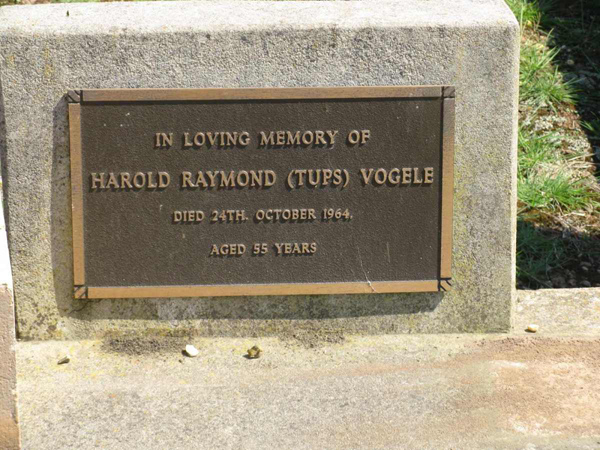 IN LOVING MEMORY OF
HAROLD RAYMOND (TUPS) VOGELE
DIED 24TH. OCTOBER 1964.
AGED 55 YEARS